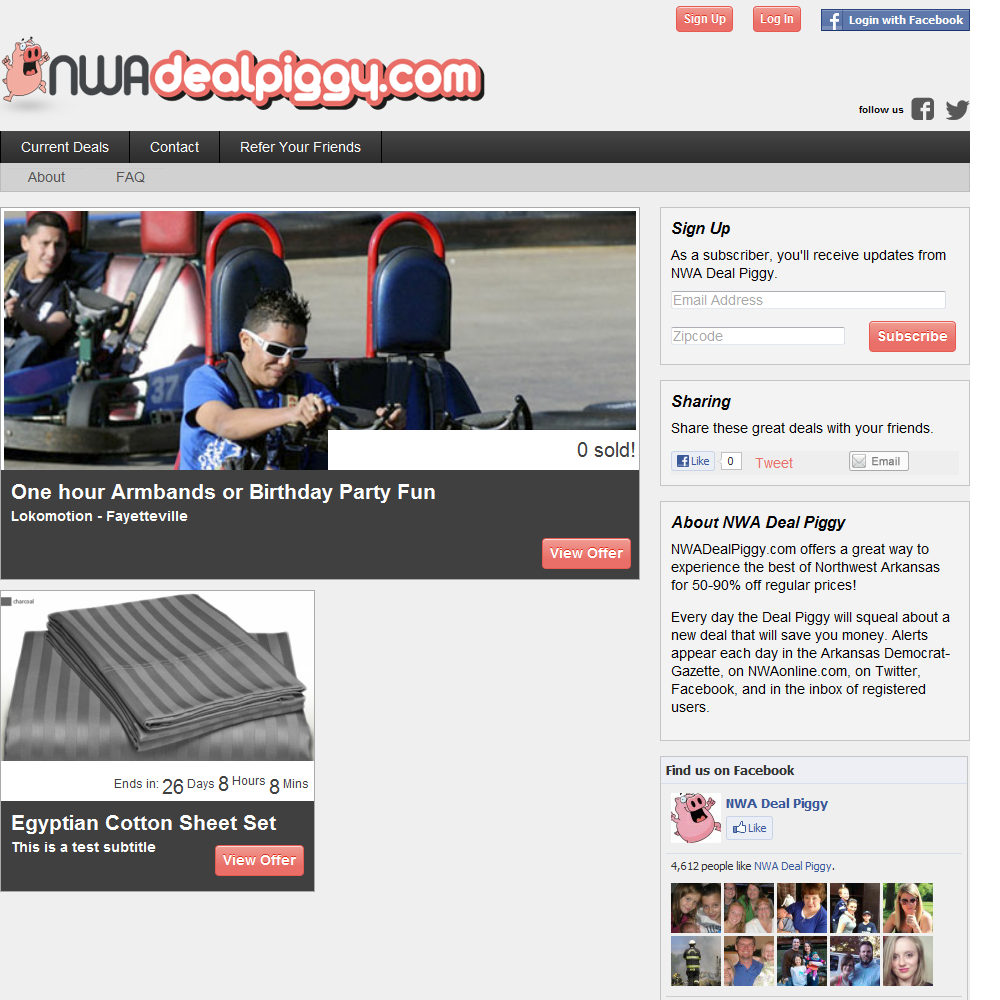 Sign Up
Log In
Login with Facebook
NWAdealpiggy.com
follow us
Current Deals
Contact
Refer Your Friends
About
FAQ
37
0 sold!
One hour Armbands or Birthday Party Fun
Lokomotion - Fayetteville
View Offer
charcoal
Ends in: 26 Days 8 Hours 8 Mins
Egyptian Cotton Sheet Set
This is a test subtitle
View Offer
Sign Up
As a subscriber, you'll receive updates from
NWA Deal Piggy.
Email Address
Zipcode
Subscribe
Sharing
Share these great deals with your friends.
Like
0
Tweet
Email
About NWA Deal Piggy
NWADealPiggy.com offers a great way to
experience the best of Northwest Arkansas
for 50-90% off regular prices!
Every day the Deal Piggy will squeal about a
new deal that will save you money. Alerts
appear each day in the Arkansas Democrat-
Gazette, on NWAonline.com, on Twitter,
Facebook, and in the inbox of registered
users.
Find us on Facebook
NWA Deal Piggy
Like
4,612 people like NWA Deal Piggy.